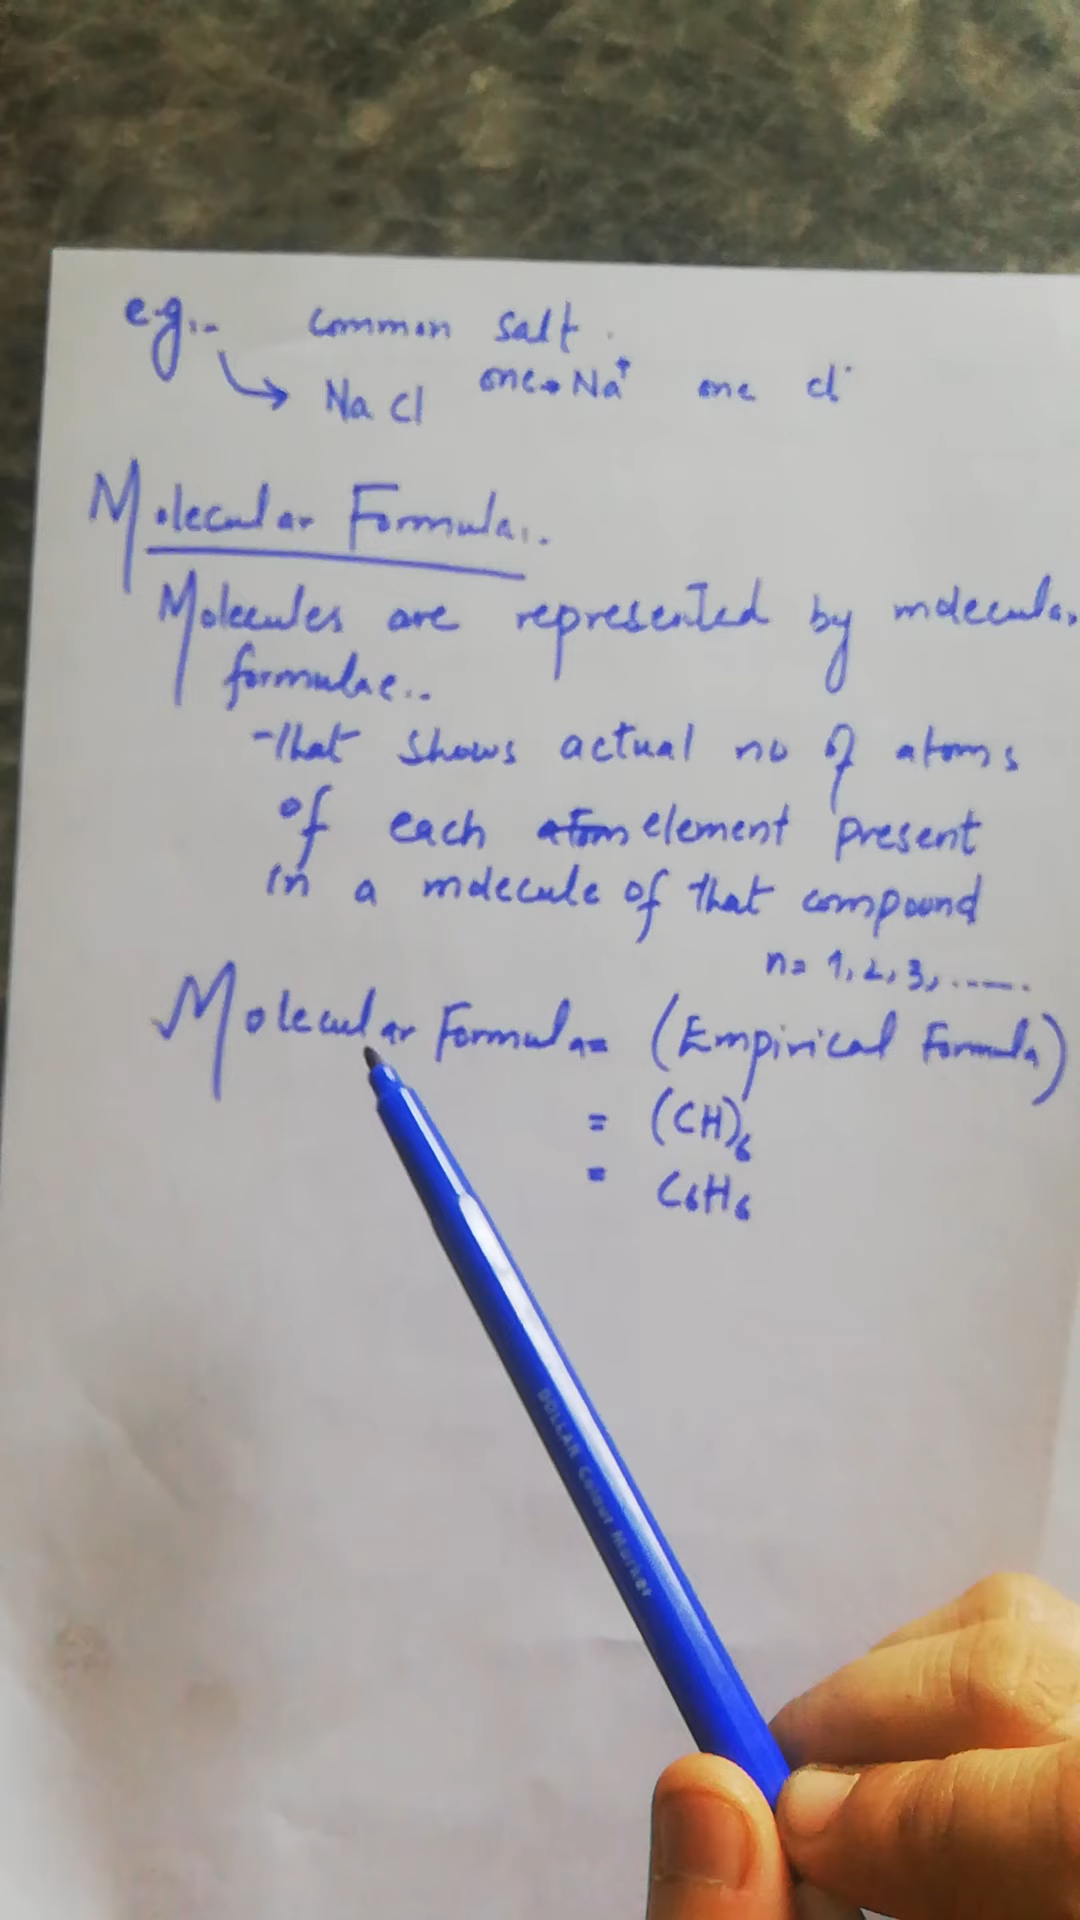 e.g:- common salt.
→ NaCl one Na⁺ one Cl⁻
Molecular Formula:-
Molecules are represented by molecular
formulae..
-that shows actual no of atoms
of each atom element present
in a molecule of that compound
n= 1, 2, 3, ......
Molecular Formula= (Empirical Formula)
= (CH)₆
= C₆H₆
DOLLAR Colour Marker